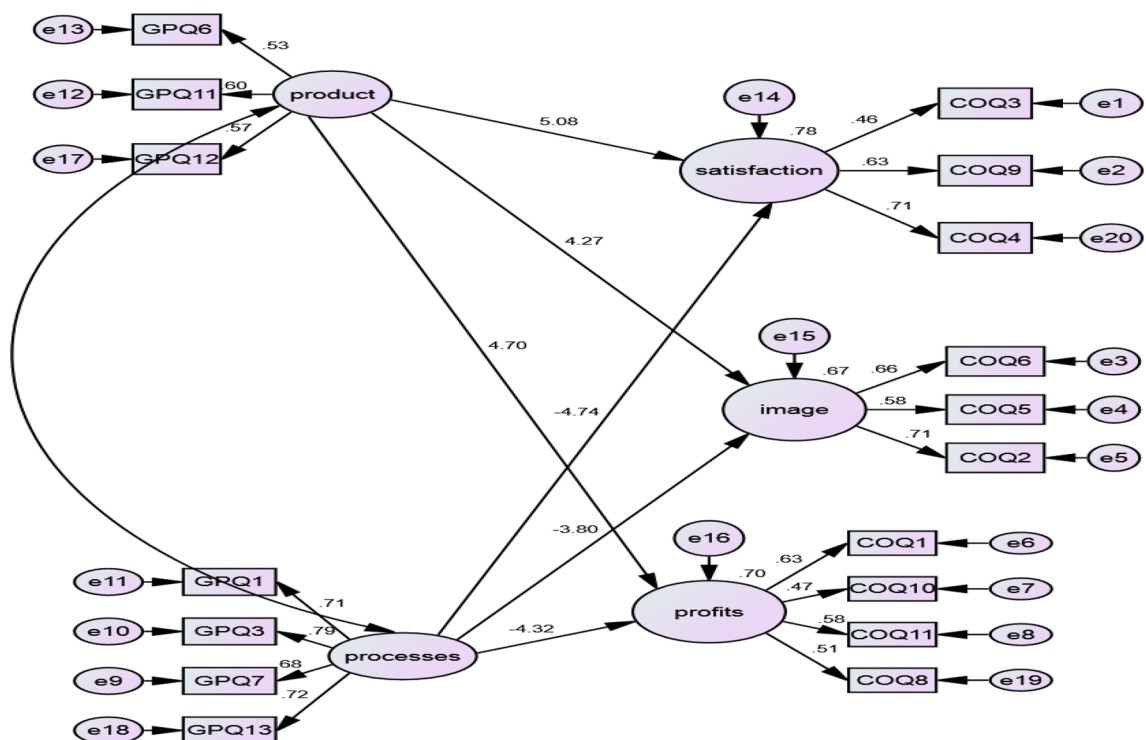 e13 GPQ6
.53
e12 GPQ11 .60 product
.57
e17 GPQ12
e14
5.08
.78
satisfaction
.46
COQ3 e1
.63
COQ9 e2
.71
COQ4 e20
4.27
4.70
-4.74
e15
.67
image
.66
COQ6 e3
.58
COQ5 e4
.71
COQ2 e5
-3.80
e16
.70
profits
-4.32
.63
COQ1 e6
.47
COQ10 e7
.58
COQ11 e8
.51
COQ8 e19
e11 GPQ1
.71
e10 GPQ3 .79
processes
e9 GPQ7 .68
.72
e18 GPQ13